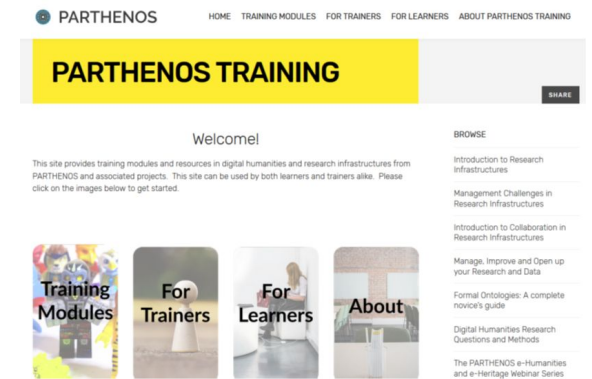 PARTHENOS
HOME TRAINING MODULES FOR TRAINERS FOR LEARNERS ABOUT PARTHENOS TRAINING
PARTHENOS TRAINING
SHARE
Welcome!
This site provides training modules and resources in digital humanities and research infrastructures from
PARTHENOS and associated projects. This site can be used by both learners and trainers alike. Please
click on the images below to get started.
Training
Modules
For
Trainers
For
Learners
About
BROWSE
Introduction to Research
Infrastructures
Management Challenges in
Research Infrastructures
Introduction to Collaboration in
Research Infrastructures
Manage, Improve and Open up
your Research and Data
Formal Ontologies: A complete
novice's guide
Digital Humanities Research
Questions and Methods
The PARTHENOS e-Humanities
and e-Heritage Webinar Series